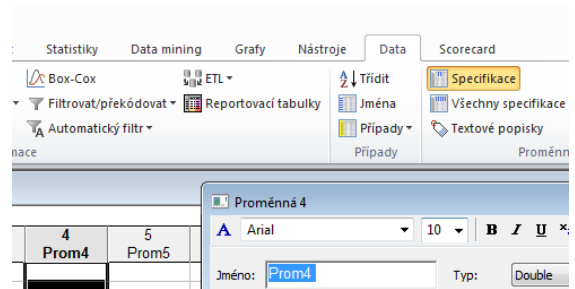 Statistiky Data mining Grafy Nástroje Data Scorecard
Box-Cox ETL Třídit Specifikace
Filtrovat/překódovat Reportovací tabulky Jména Všechny specifikace
Automatický filtr Případy Textové popisky
mace Případy Proměnn
Proměnná 4
Arial 10 B I U
4 5
Prom4 Prom5
Jméno: Prom4 Typ: Double